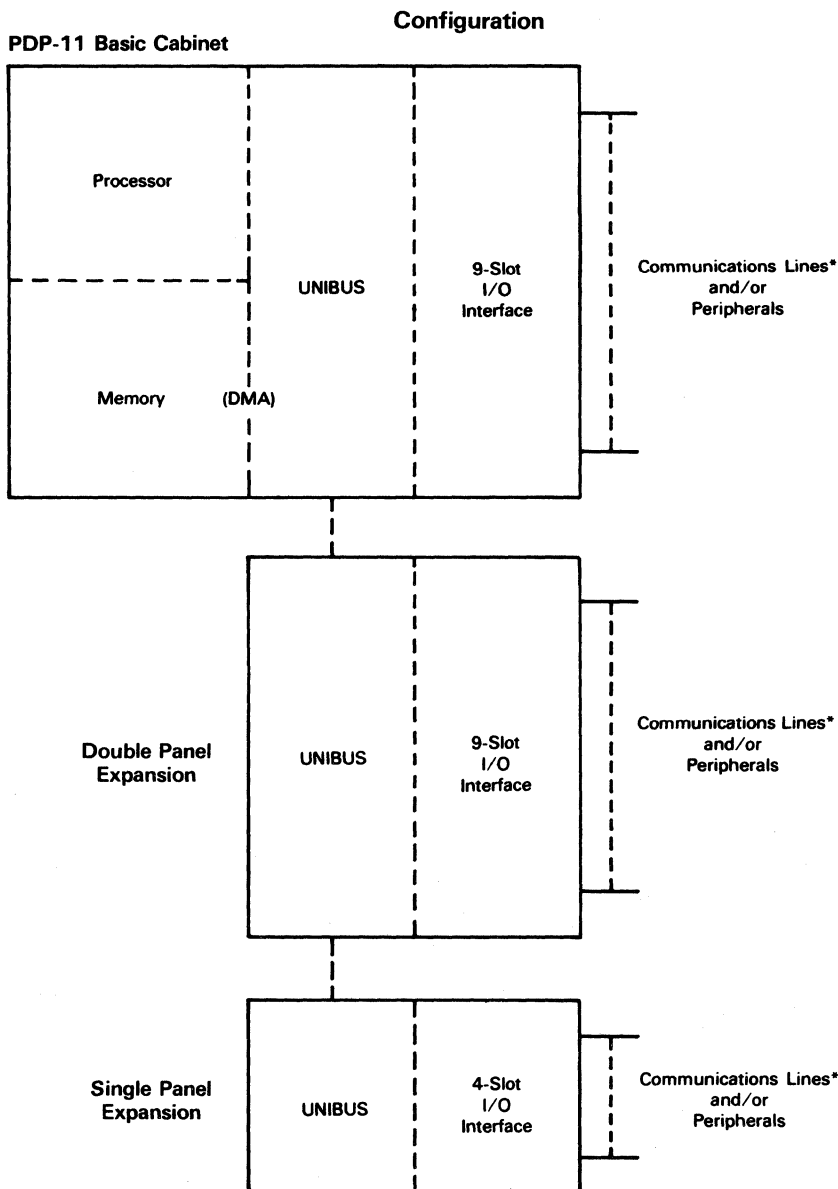 Configuration
PDP-11 Basic Cabinet
Processor
UNIBUS
9-Slot
I/O
Interface
Communications Lines*
and/or
Peripherals
Memory
(DMA)
Double Panel
Expansion
UNIBUS
9-Slot
I/O
Interface
Communications Lines*
and/or
Peripherals
Single Panel
Expansion
UNIBUS
4-Slot
I/O
Interface
Communications Lines*
and/or
Peripherals